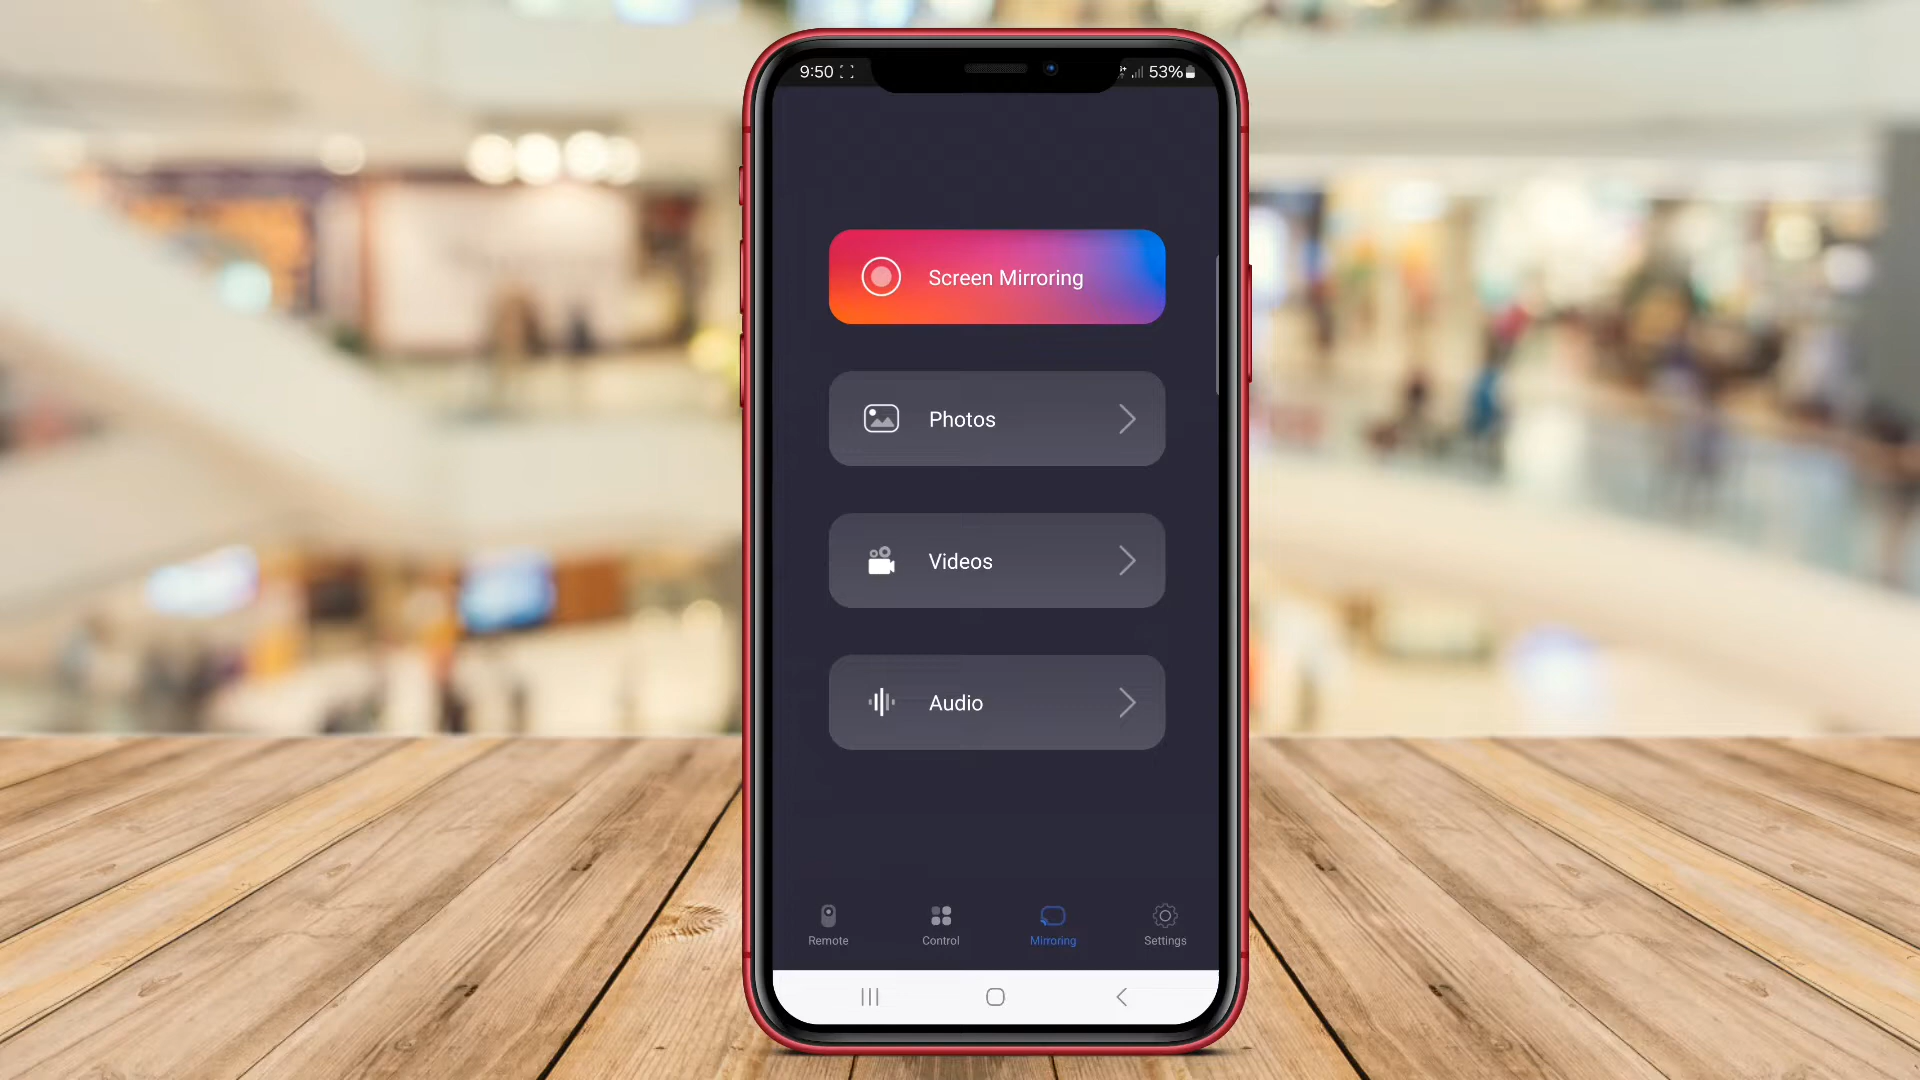 9:50 53%
Screen Mirroring
Photos
Videos
Audio
Remote Control Mirroring Settings